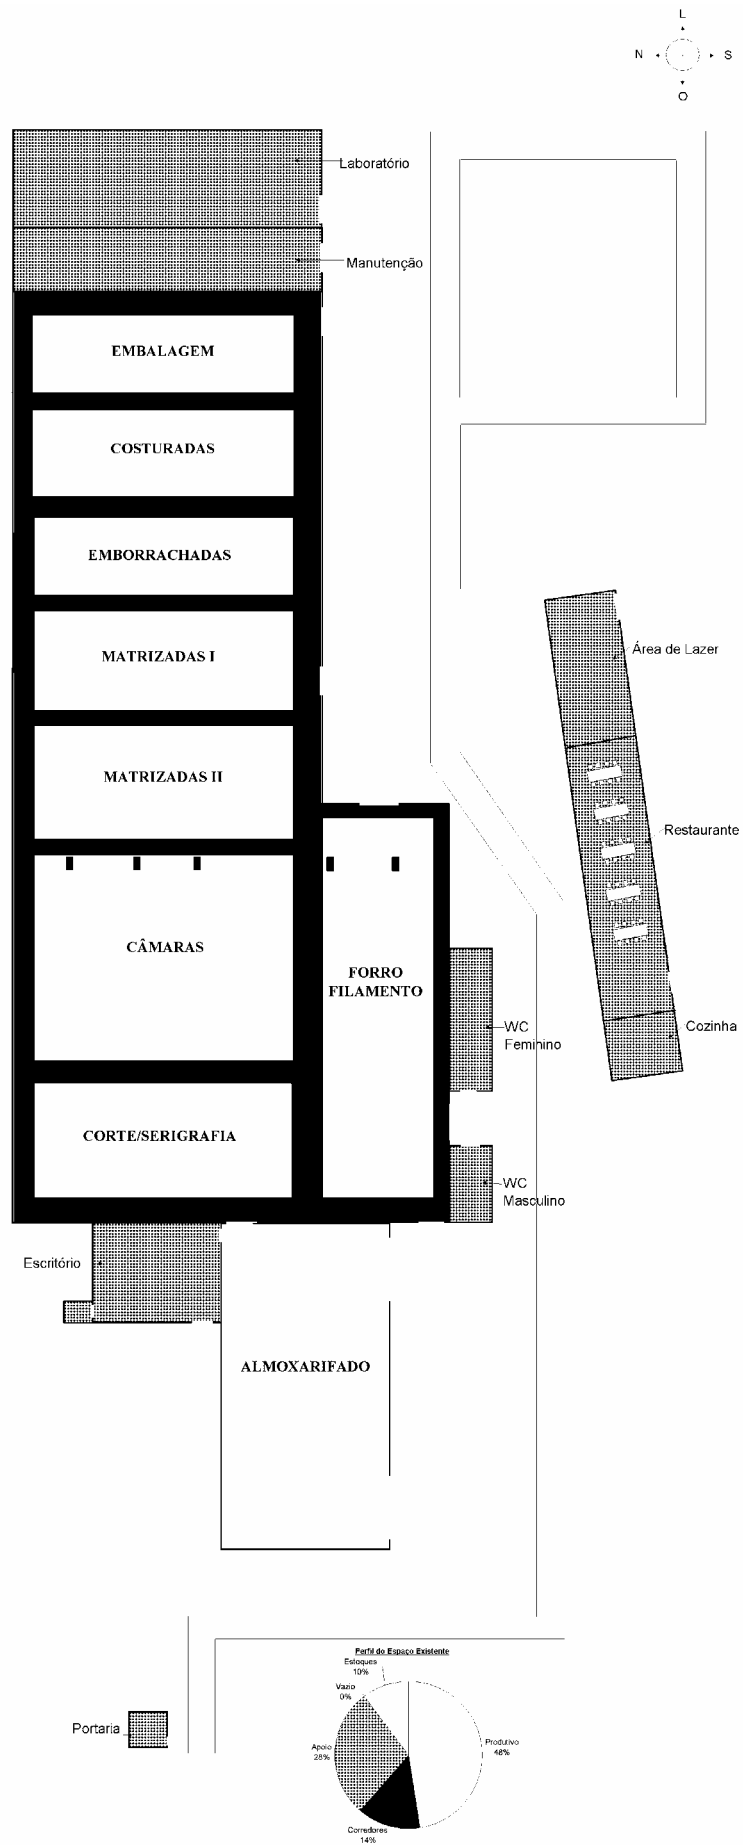 L
N
S
O
Laboratório
Manutenção
EMBALAGEM
COSTURADAS
EMBORRACHADAS
Área de Lazer
MATRIZADAS I
MATRIZADAS II
Restaurante
CÂMARAS
FORRO
FILAMENTO
WC
Feminino
Cozinha
CORTE/SERIGRAFIA
WC
Masculino
Escritório
ALMOXARIFADO
Portaria
Perfil do Espaço Existente
Estoques
10%
Vazio
0%
Apoio
28%
Produtivo
48%
Corredores
14%